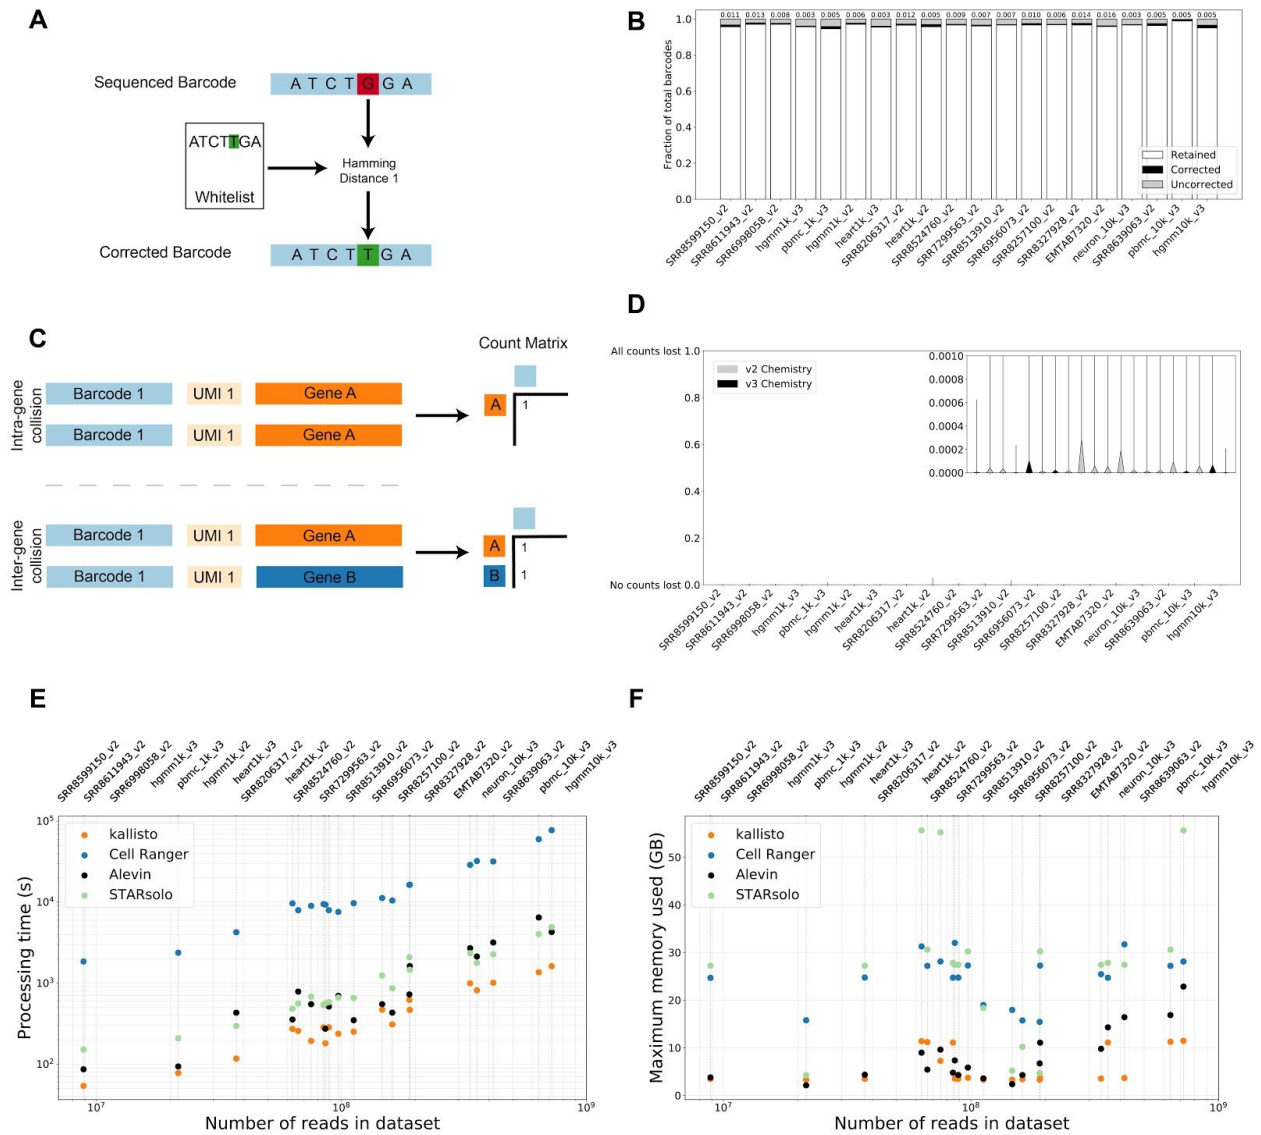 A
Sequenced Barcode
A T C T G G A
ATCTTGA
Whitelist
Hamming
Distance 1
Corrected Barcode
A T C T T G A
B
0.011 0.013 0.008 0.003 0.005 0.006 0.003 0.012 0.005 0.009 0.007 0.007 0.010 0.006 0.014 0.016 0.003 0.005 0.005 0.005
Fraction of total barcodes
1.0
0.8
0.6
0.4
0.2
0.0
Retained
Corrected
Uncorrected
SRR8599150_v2
SRR8611943_v2
SRR6998058_v2
hgmm1k_v3
pbmc_1k_v3
hgmm1k_v2
heart1k_v3
SRR8206317_v2
heart1k_v2
SRR8524760_v2
SRR7299563_v2
SRR8513910_v2
SRR6956073_v2
SRR8257100_v2
SRR8327928_v2
EMTAB7320_v2
neuron_10k_v3
SRR8639063_v2
pbmc_10k_v3
hgmm10k_v3
C
Count Matrix
Intra-gene
collision
Barcode 1 UMI 1 Gene A
Barcode 1 UMI 1 Gene A
A 1
Inter-gene
collision
Barcode 1 UMI 1 Gene A
Barcode 1 UMI 1 Gene B
A 1
B 1
D
All counts lost 1.0
0.8
0.6
0.4
0.2
No counts lost 0.0
v2 Chemistry
v3 Chemistry
0.0010
0.0008
0.0006
0.0004
0.0002
0.0000
SRR8599150_v2
SRR8611943_v2
SRR6998058_v2
hgmm1k_v3
pbmc_1k_v3
hgmm1k_v2
heart1k_v3
SRR8206317_v2
heart1k_v2
SRR8524760_v2
SRR7299563_v2
SRR8513910_v2
SRR6956073_v2
SRR8257100_v2
SRR8327928_v2
EMTAB7320_v2
neuron_10k_v3
SRR8639063_v2
pbmc_10k_v3
hgmm10k_v3
E
SRR8599150_v2
SRR8611943_v2
SRR6998058_v2
hgmm1k_v3
pbmc_1k_v3
hgmm1k_v2
heart1k_v3
SRR8206317_v2
heart1k_v2
SRR8524760_v2
SRR7299563_v2
SRR8513910_v2
SRR6956073_v2
SRR8257100_v2
SRR8327928_v2
EMTAB7320_v2
neuron_10k_v3
SRR8639063_v2
pbmc_10k_v3
hgmm10k_v3
Processing time (s)
10⁵
10⁴
10³
10²
kallisto
Cell Ranger
Alevin
STARsolo
10⁷ 10⁸ 10⁹
Number of reads in dataset
F
SRR8599150_v2
SRR8611943_v2
SRR6998058_v2
hgmm1k_v3
pbmc_1k_v3
hgmm1k_v2
heart1k_v3
SRR8206317_v2
heart1k_v2
SRR8524760_v2
SRR7299563_v2
SRR8513910_v2
SRR6956073_v2
SRR8257100_v2
SRR8327928_v2
EMTAB7320_v2
neuron_10k_v3
SRR8639063_v2
pbmc_10k_v3
hgmm10k_v3
Maximum memory used (GB)
50
40
30
20
10
0
kallisto
Cell Ranger
Alevin
STARsolo
10⁷ 10⁸ 10⁹
Number of reads in dataset